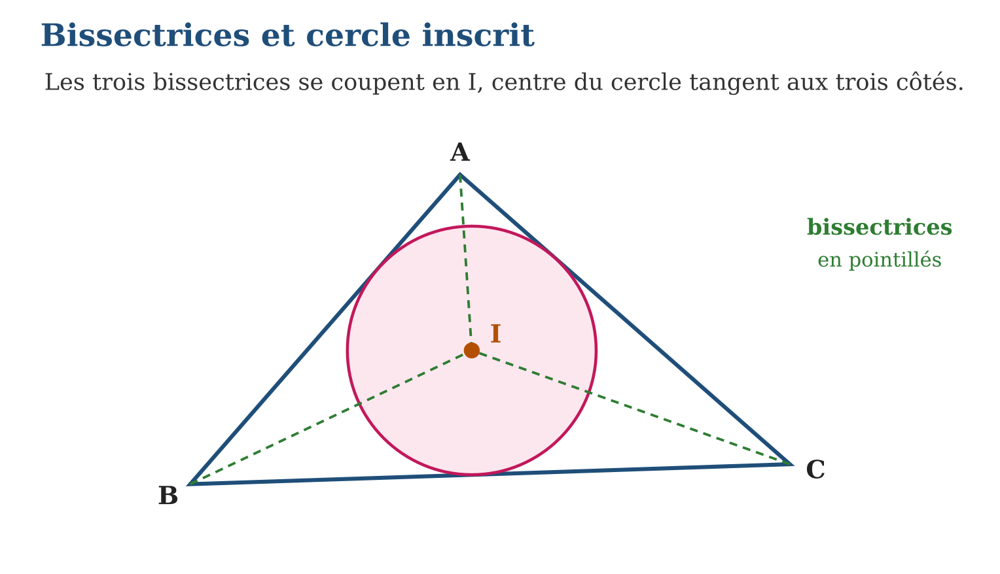 Bissectrices et cercle inscrit
Les trois bissectrices se coupent en I, centre du cercle tangent aux trois côtés.
A
bissectrices
en pointillés
I
C
B